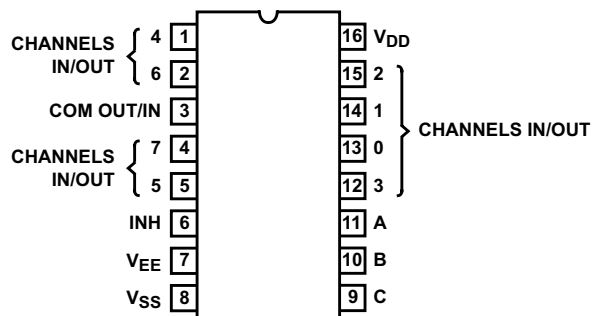 CHANNELS IN/OUT
4 1
6 2
COM OUT/IN 3
CHANNELS IN/OUT
7 4
5 5
INH 6
VEE 7
VSS 8
16 VDD
15 2
14 1
13 0
12 3
CHANNELS IN/OUT
11 A
10 B
9 C